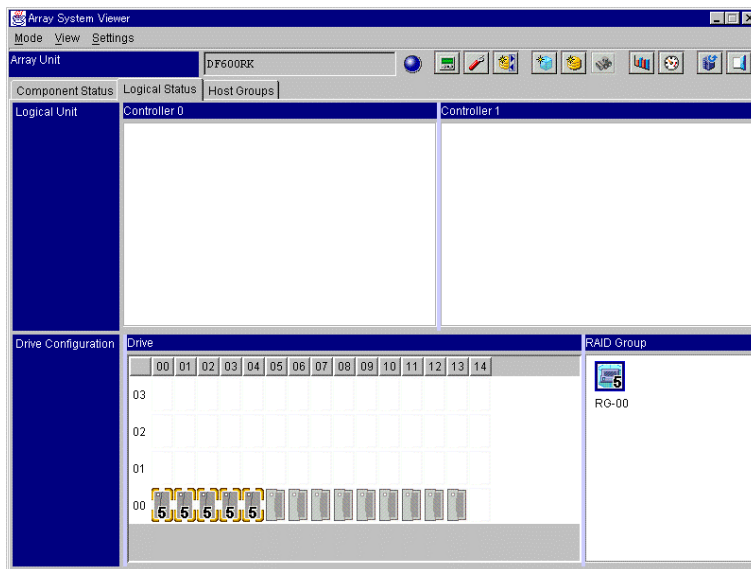 Array System Viewer
Mode View Settings
Array Unit
DF600RK
Component Status
Logical Status
Host Groups
Logical Unit
Controller 0
Controller 1
Drive Configuration
Drive
00 01 02 03 04 05 06 07 08 09 10 11 12 13 14
03
02
01
00
5 5 5 5 5
RAID Group
5
RG-00